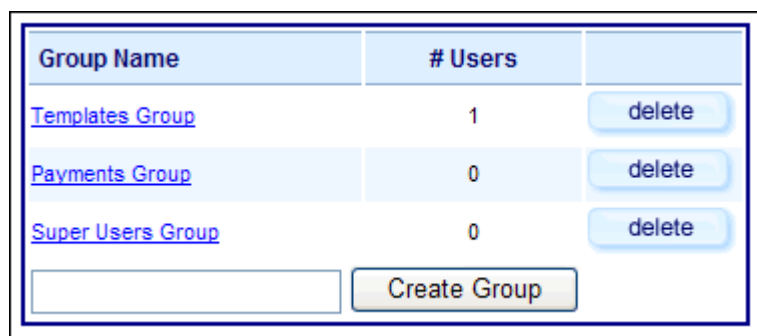 Group Name # Users
Templates Group 1 delete
Payments Group 0 delete
Super Users Group 0 delete
Create Group